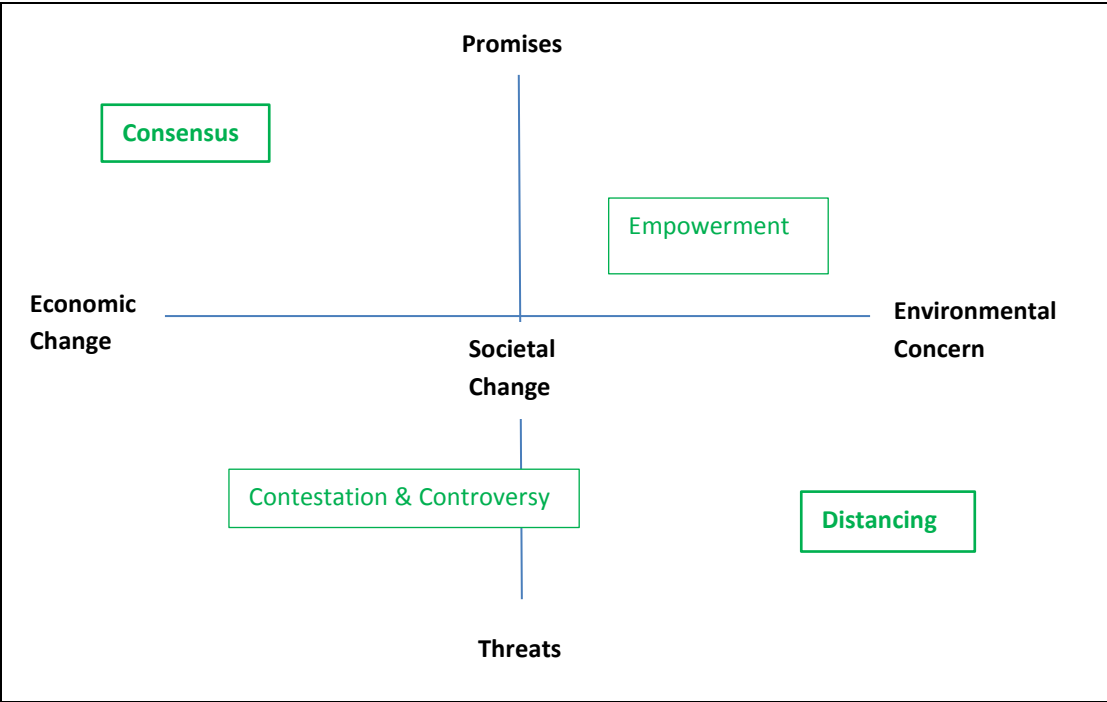 Promises
Consensus
Empowerment
Economic
Change
Environmental
Concern
Societal
Change
Contestation & Controversy
Distancing
Threats